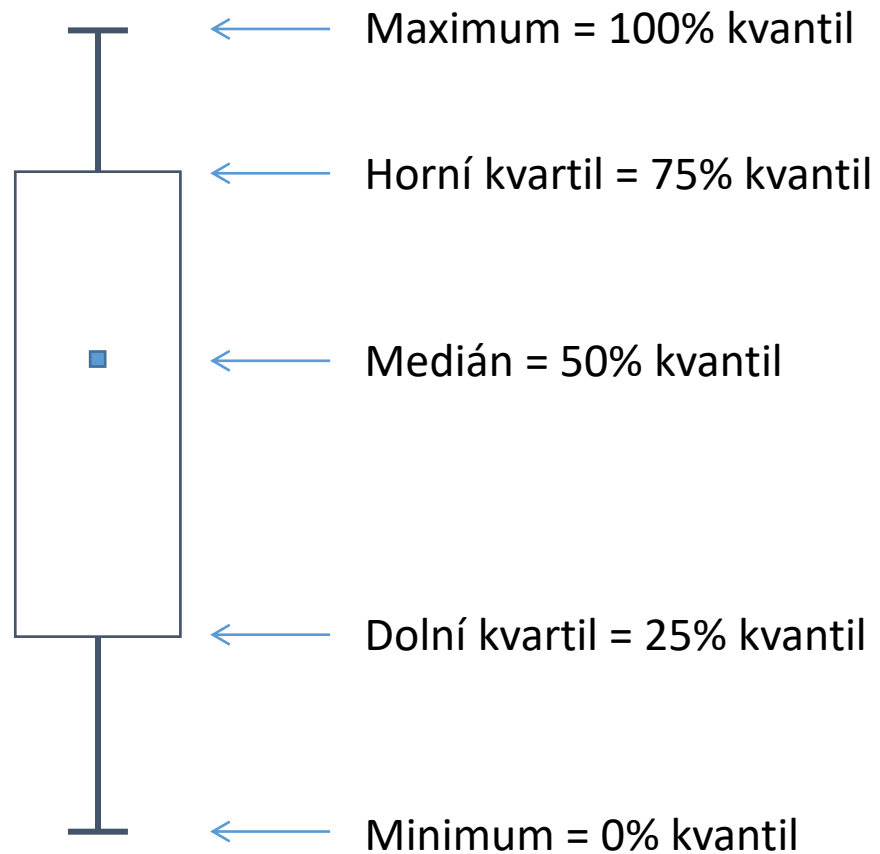 Maximum = 100% kvantil
Horní kvartil = 75% kvantil
Medián = 50% kvantil
Dolní kvartil = 25% kvantil
Minimum = 0% kvantil